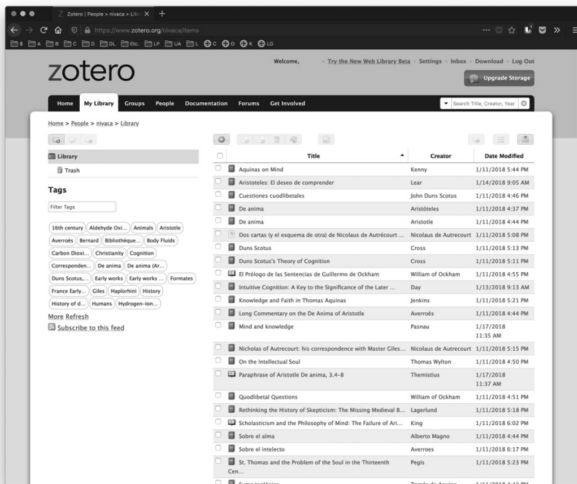 Zotero | People > nivaca > Library
https://www.zotero.org/nivaca/items
zotero
Welcome,
Try the New Web Library Beta - Settings - Inbox - Download - Log Out
Upgrade Storage
Home My Library Groups People Documentation Forums Get Involved
Search Title, Creator, Year
Home > People > nivaca > Library
Library
Trash
Tags
Filter Tags
16th century Aldehyde Oxi... Animals Aristotle
Averroës Bernard Bibliothèque... Body Fluids
Carbon Dioxi... Christianity Cognition
Corresponden... De anima De anima (Ar...
Duns Scotus,... Early works Early works ... Formates
France Early... Giles Haplorhini History
History of d... Humans Hydrogen-ion...
More Refresh
Subscribe to this feed
Title Creator Date Modified
Aquinas on Mind Kenny 1/11/2018 5:44 PM
Aristóteles: El deseo de comprender Lear 1/14/2018 9:05 AM
Cuestiones cuodlibetales John Duns Scotus 1/11/2018 4:46 PM
De anima Aristóteles 1/11/2018 4:37 PM
De anima Aristotle 1/11/2018 4:44 PM
Dos cartas (y el esquema de otra) de Nicolaus de Autrécourt ... Nicolaus de Autrecourt 1/11/2018 5:08 PM
Duns Scotus Cross 1/11/2018 5:13 PM
Duns Scotus's Theory of Cognition Cross 1/11/2018 5:11 PM
El Prólogo de las Sentencias de Guillermo de Ockham William of Ockham 1/11/2018 4:55 PM
Intuitive Cognition: A Key to the Significance of the Later ... Day 1/13/2018 9:13 AM
Knowledge and Faith in Thomas Aquinas Jenkins 1/11/2018 5:21 PM
Long Commentary on the De Anima of Aristotle Averroës 1/11/2018 4:44 PM
Mind and knowledge Pasnau 1/17/2018
11:35 AM
Nicholas of Autrecourt: his correspondence with Master Giles... Nicolaus de Autrecourt 1/11/2018 5:15 PM
On the Intellectual Soul Thomas Wylton 1/11/2018 4:50 PM
Paraphrase of Aristotle De anima, 3.4-8 Themistius 1/17/2018
11:37 AM
Quodlibetal Questions William of Ockham 1/11/2018 4:51 PM
Rethinking the History of Skepticism: The Missing Medieval B... Lagerlund 1/11/2018 5:18 PM
Scholasticism and the Philosophy of Mind: The Failure of Ari... King 1/11/2018 6:02 PM
Sobre el alma Alberto Magno 1/11/2018 4:44 PM
Sobre el intelecto Averroes 1/11/2018 6:17 PM
St. Thomas and the Problem of the Soul in the Thirteenth Pegis 1/11/2018 5:23 PM
Cen...